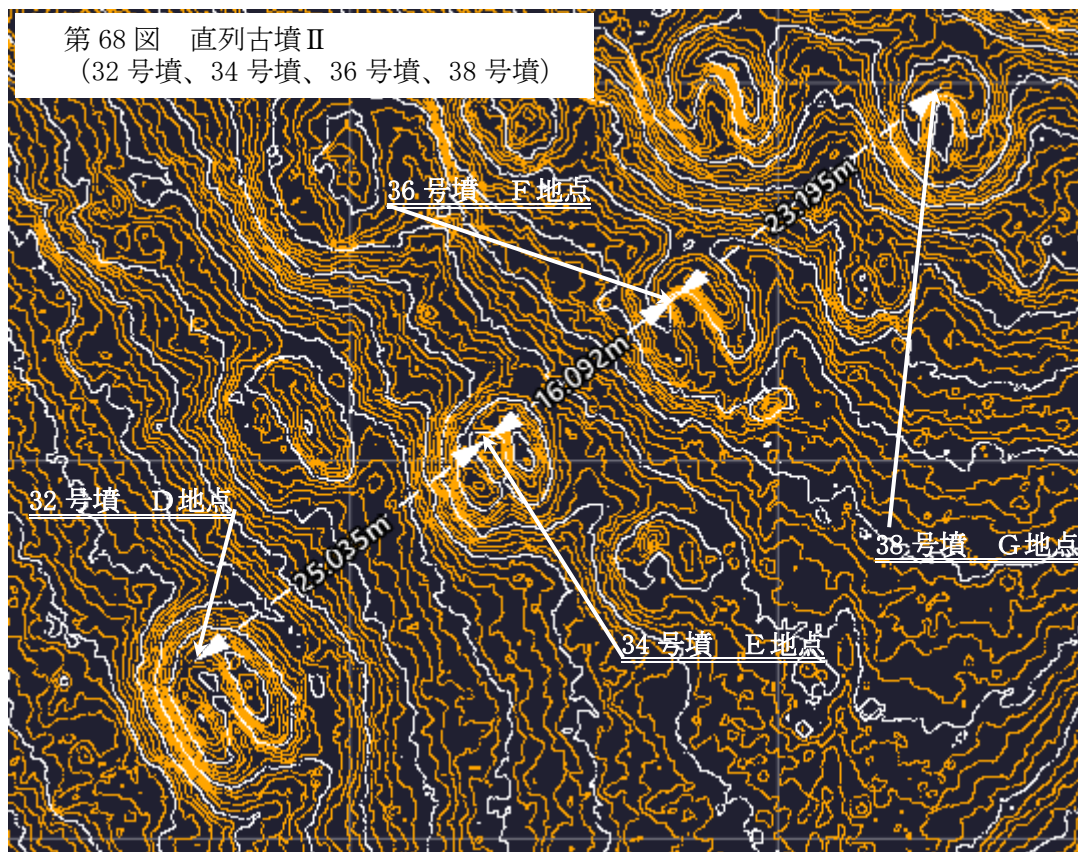 第 68 図 直列古墳Ⅱ
(32 号墳、34 号墳、36 号墳、38 号墳)
36 号墳 F 地点
23.195m
16.092m
32 号墳 D 地点
25.035m
38 号墳 G 地点
34 号墳 E 地点